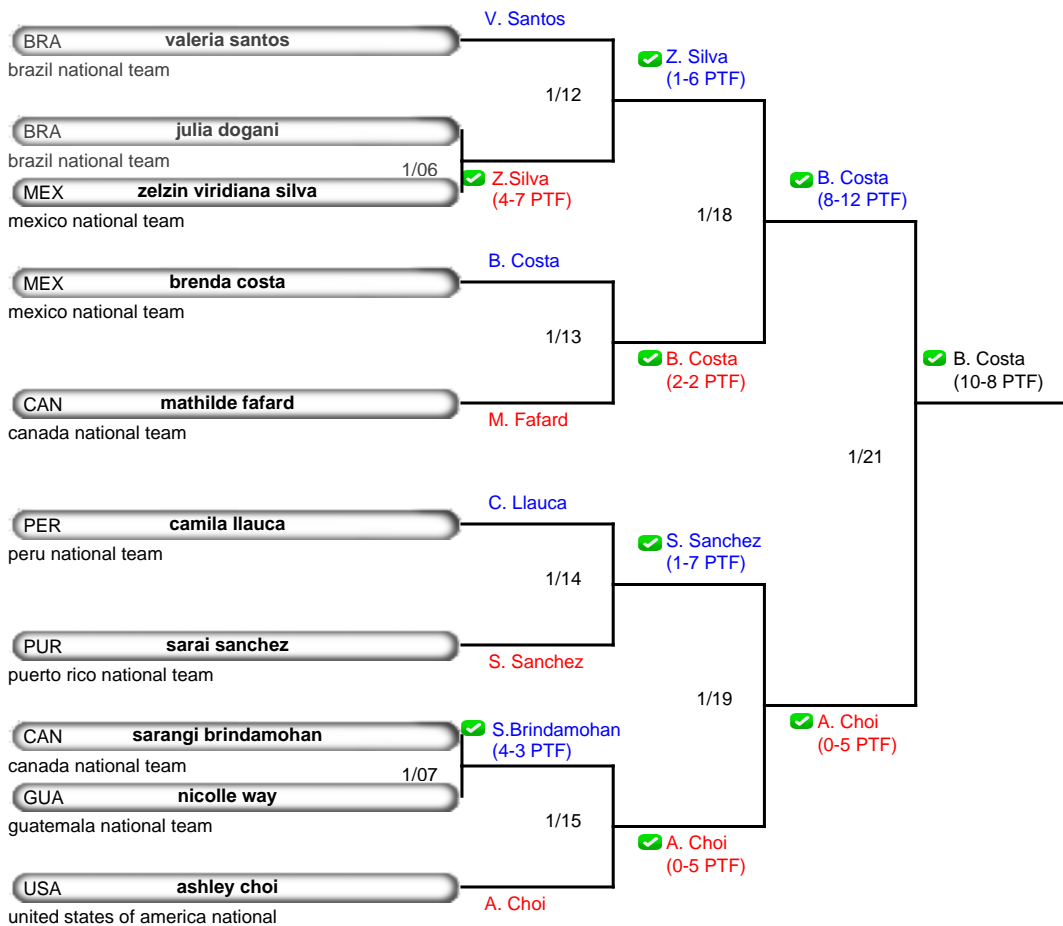 V. Santos
BRA valeria santos
brazil national team
Z. Silva
(1-6 PTF)
1/12
BRA julia dogani
brazil national team
1/06
MEX zelzin viridiana silva
mexico national team
Z.Silva
(4-7 PTF)
B. Costa
(8-12 PTF)
1/18
B. Costa
MEX brenda costa
mexico national team
1/13
B. Costa
(2-2 PTF)
B. Costa
(10-8 PTF)
CAN mathilde fafard
canada national team
M. Fafard
1/21
C. Llauca
PER camila llauca
peru national team
S. Sanchez
(1-7 PTF)
1/14
PUR sarai sanchez
puerto rico national team
S. Sanchez
1/19
CAN sarangi brindamohan
canada national team
S.Brindamohan
(4-3 PTF)
A. Choi
(0-5 PTF)
1/07
GUA nicolle way
guatemala national team
1/15
A. Choi
(0-5 PTF)
USA ashley choi
united states of america national
A. Choi